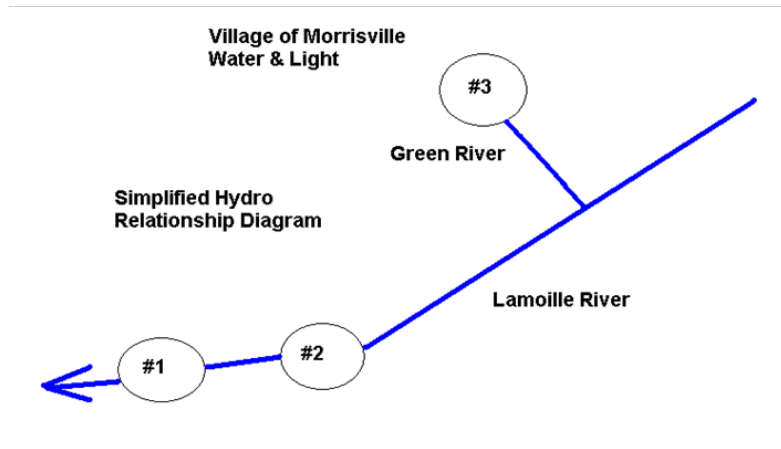 Village of Morrisville
Water & Light
#3
Green River
Simplified Hydro
Relationship Diagram
Lamoille River
#2
#1